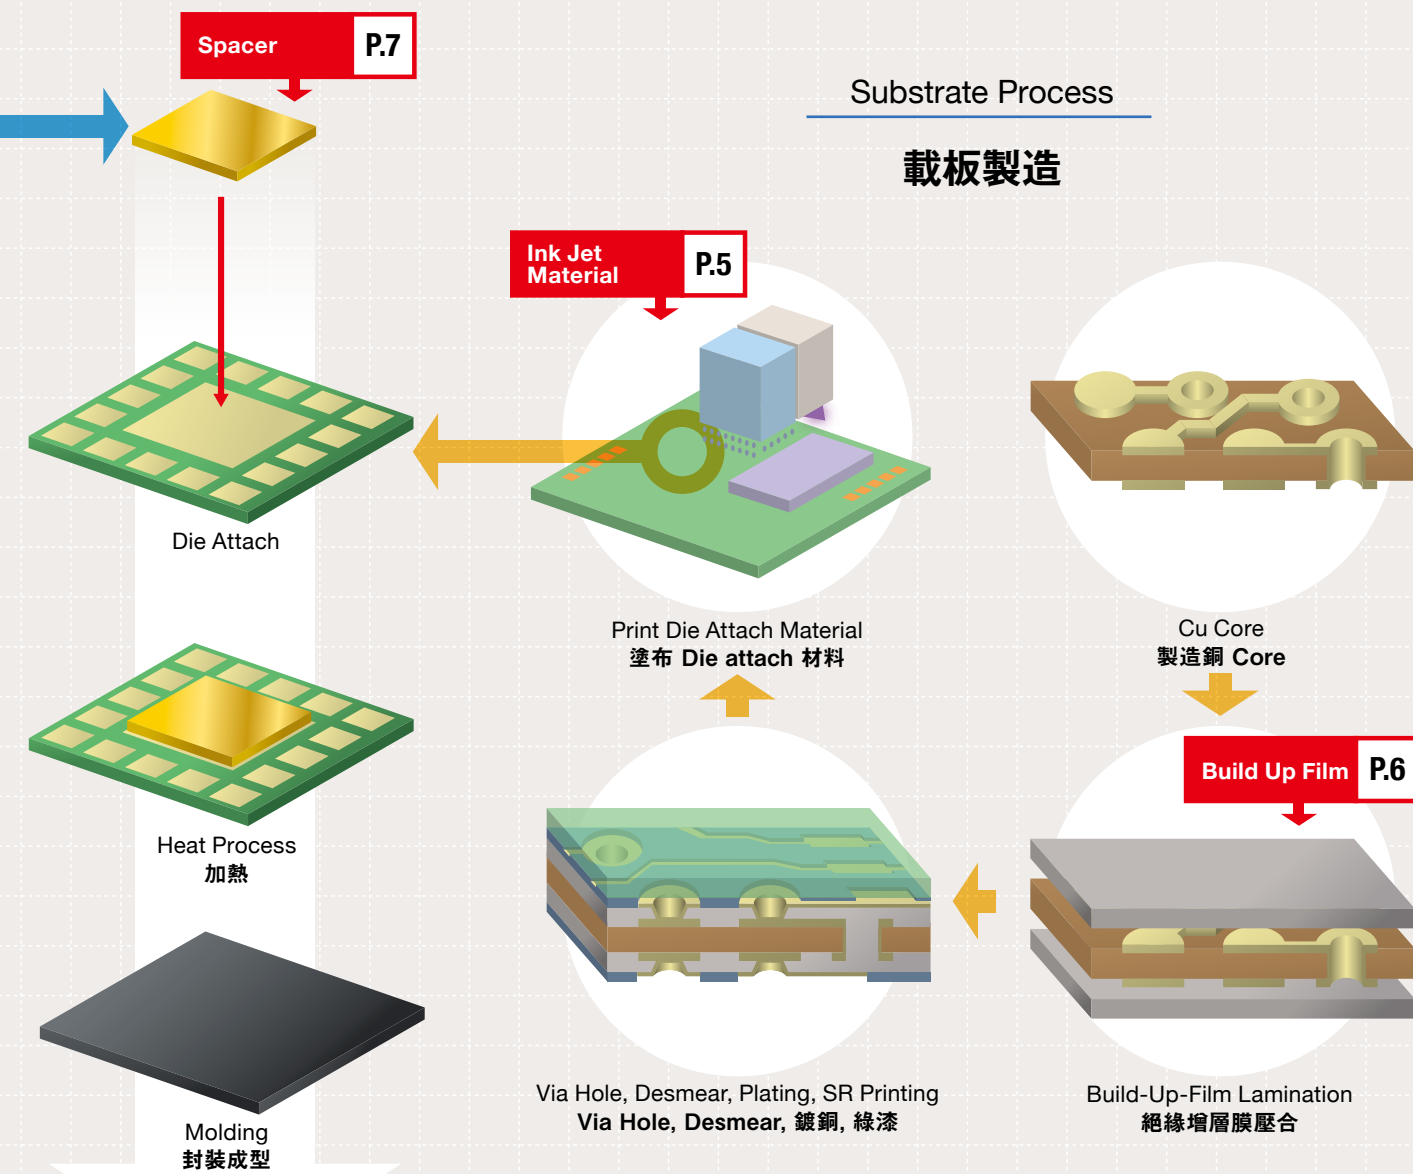 Spacer
P.7
Substrate Process
載板製造
Ink Jet
Material
P.5
Die Attach
Print Die Attach Material
塗布 Die attach 材料
Cu Core
製造銅 Core
Build Up Film
P.6
Heat Process
加熱
Via Hole, Desmear, Plating, SR Printing
Via Hole, Desmear, 鍍銅, 綠漆
Build-Up-Film Lamination
絕緣增層膜壓合
Molding
封裝成型